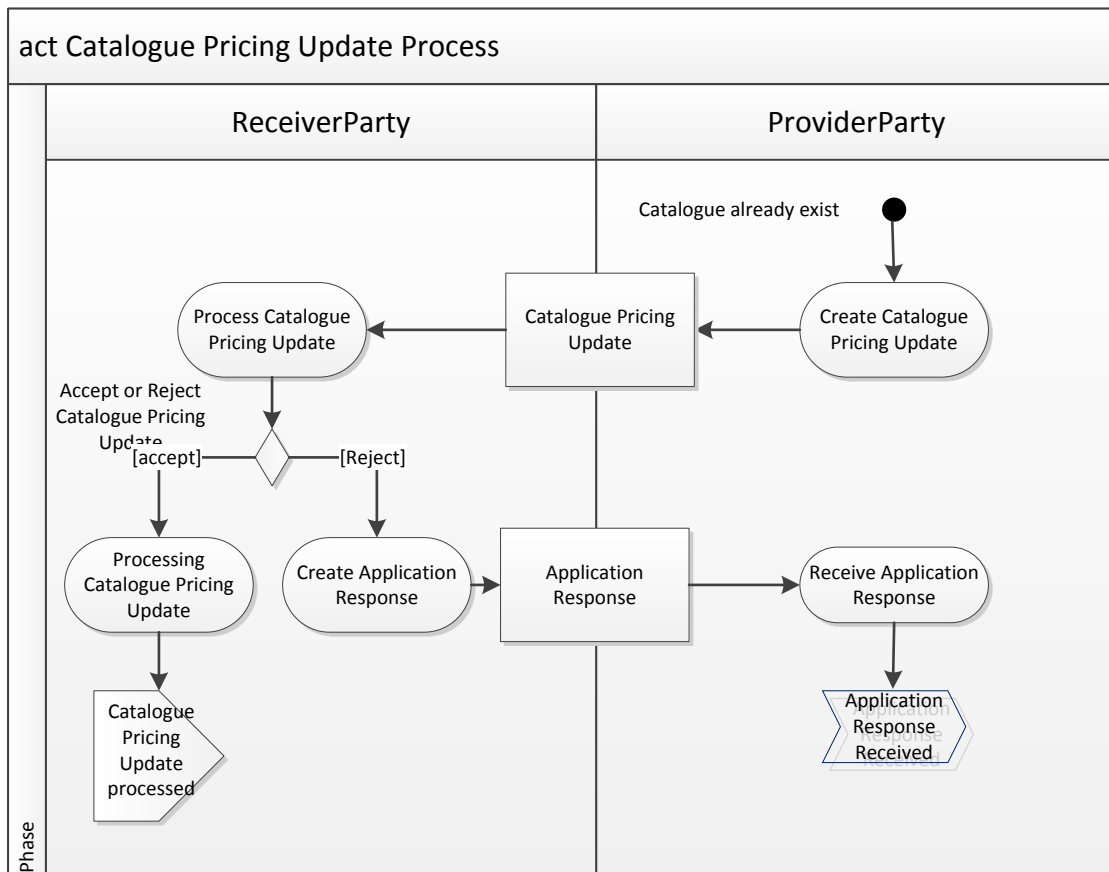 act Catalogue Pricing Update Process
ReceiverParty
ProviderParty
Catalogue already exist
Process Catalogue
Pricing Update
Catalogue Pricing
Update
Create Catalogue
Pricing Update
Accept or Reject
Catalogue Pricing
Update
[accept]
[Reject]
Processing
Catalogue Pricing
Update
Create Application
Response
Application
Response
Receive Application
Response
Catalogue
Pricing
Update
processed
Application
Response
Received
Phase